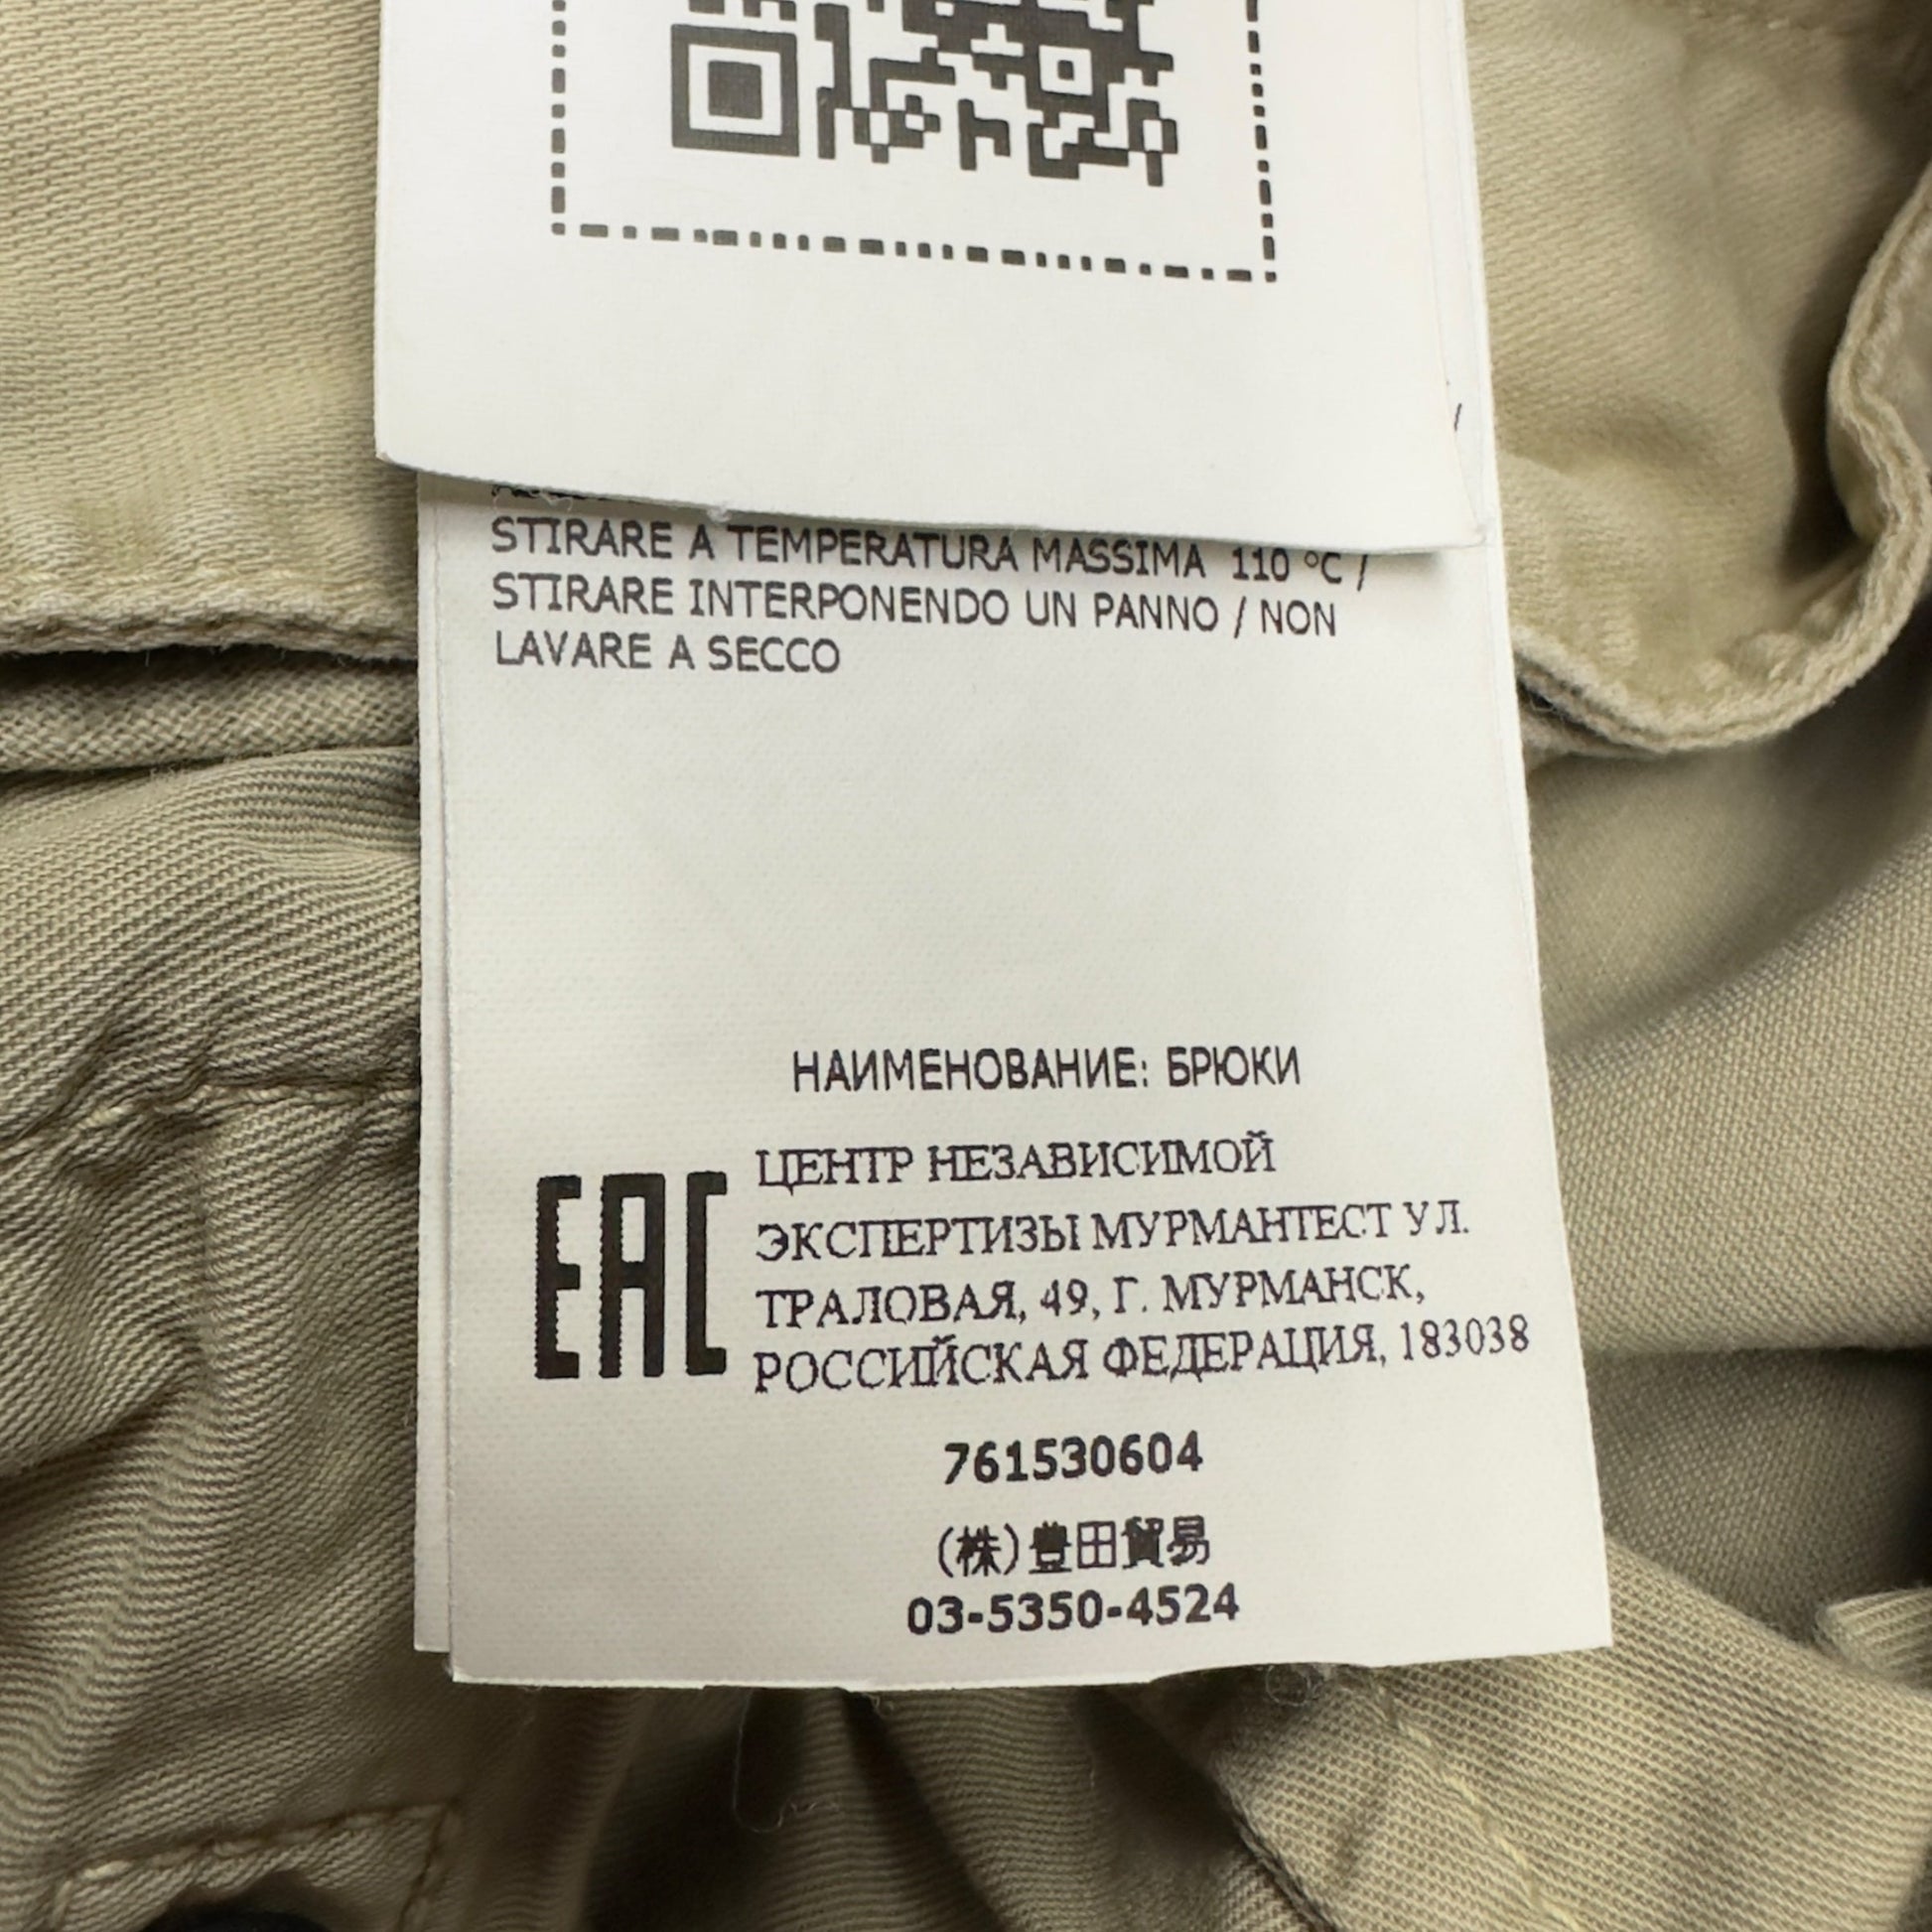 STIRARE A TEMPERATURA MASSIMA 110 °C /
STIRARE INTERPONENDO UN PANNO / NON
LAVARE A SECCO
НАИМЕНОВАНИЕ: БРЮКИ
EAC
ЦЕНТР НЕЗАВИСИМОЙ
ЭКСПЕРТИЗЫ МУРМАНТЕСТ УЛ.
ТРАЛОВАЯ, 49, Г. МУРМАНСК,
РОССИЙСКАЯ ФЕДЕРАЦИЯ, 183038
761530604
(株)豊田貿易
03-5350-4524